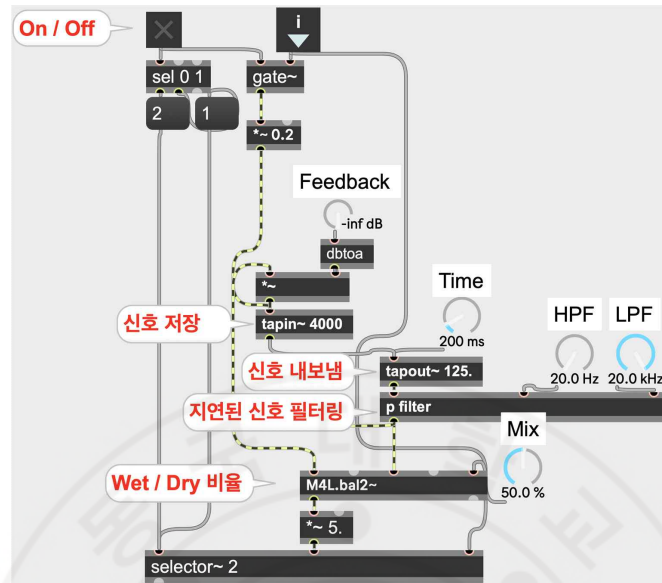 On / Off
i
sel 0 1
gate~
2
1
*~ 0.2
Feedback
-inf dB
dbtoa
*~
Time
신호 저장
tapin~ 4000
HPF
LPF
200 ms
신호 내보냄
tapout~ 125.
20.0 Hz
20.0 kHz
지연된 신호 필터링
p filter
Mix
Wet / Dry 비율
M4L.bal2~
50.0 %
*~ 5.
selector~ 2